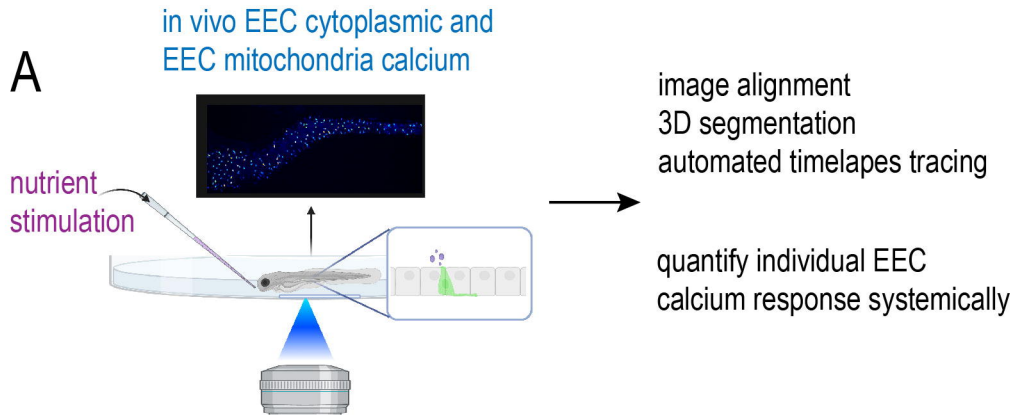 A
in vivo EEC cytoplasmic and
EEC mitochondria calcium
nutrient
stimulation
image alignment
3D segmentation
automated timelapes tracing
quantify individual EEC
calcium response systemically